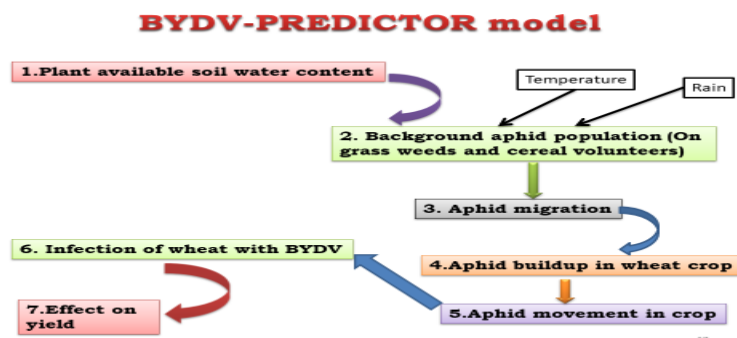 BYDV-PREDICTOR model
1.Plant available soil water content
Temperature
Rain
2. Background aphid population (On
grass weeds and cereal volunteers)
3. Aphid migration
6. Infection of wheat with BYDV
4.Aphid buildup in wheat crop
7.Effect on
yield
5.Aphid movement in crop